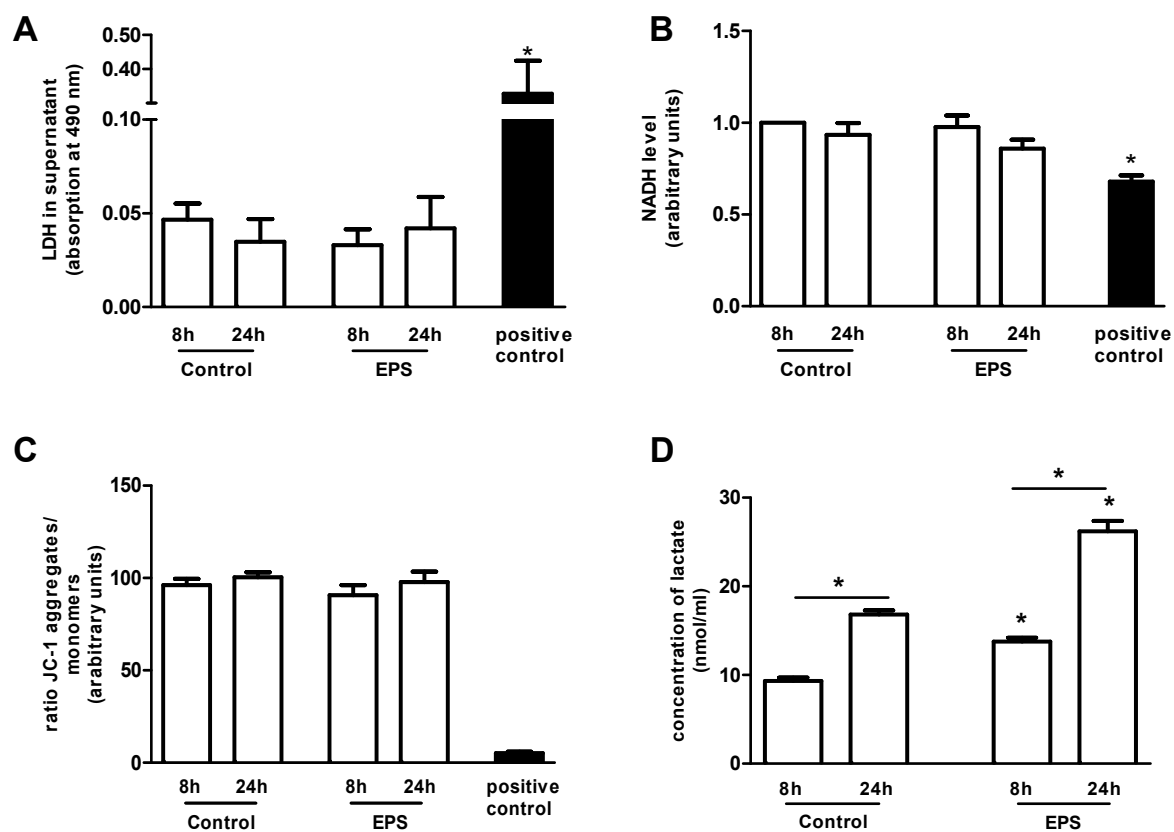 A
LDH in supernatant
(absorption at 490 nm)
0.50
0.40
0.10
0.05
0.00
*
8h 24h 8h 24h positive
control
Control EPS
B
NADH level
(arabitrary units)
1.5
1.0
0.5
0.0
*
8h 24h 8h 24h positive
control
Control EPS
C
ratio JC-1 aggregates/
monomers
(arabitrary units)
150
100
50
0
8h 24h 8h 24h positive
control
Control EPS
D
concentration of lactate
(nmol/ml)
30
20
10
0
*
*
*
*
8h 24h 8h 24h
Control EPS